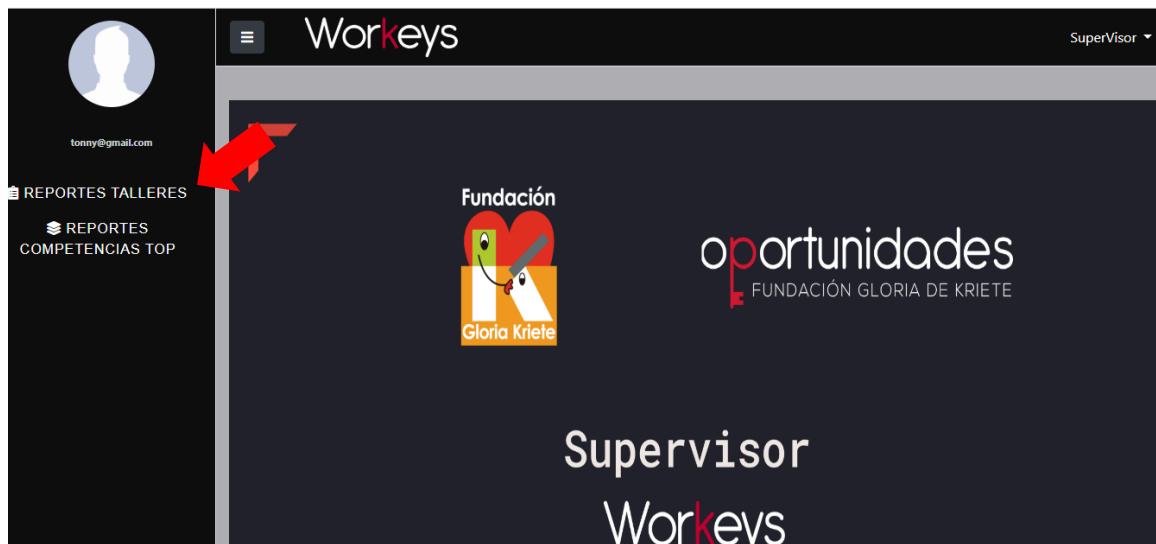 Workeys
SuperVisor
tonny@gmail.com
REPORTES TALLERES
REPORTES
COMPETENCIAS TOP
Fundación
K
Gloria Kriete
oportunidades
FUNDACIÓN GLORIA DE KRIETE
Supervisor
Workeys